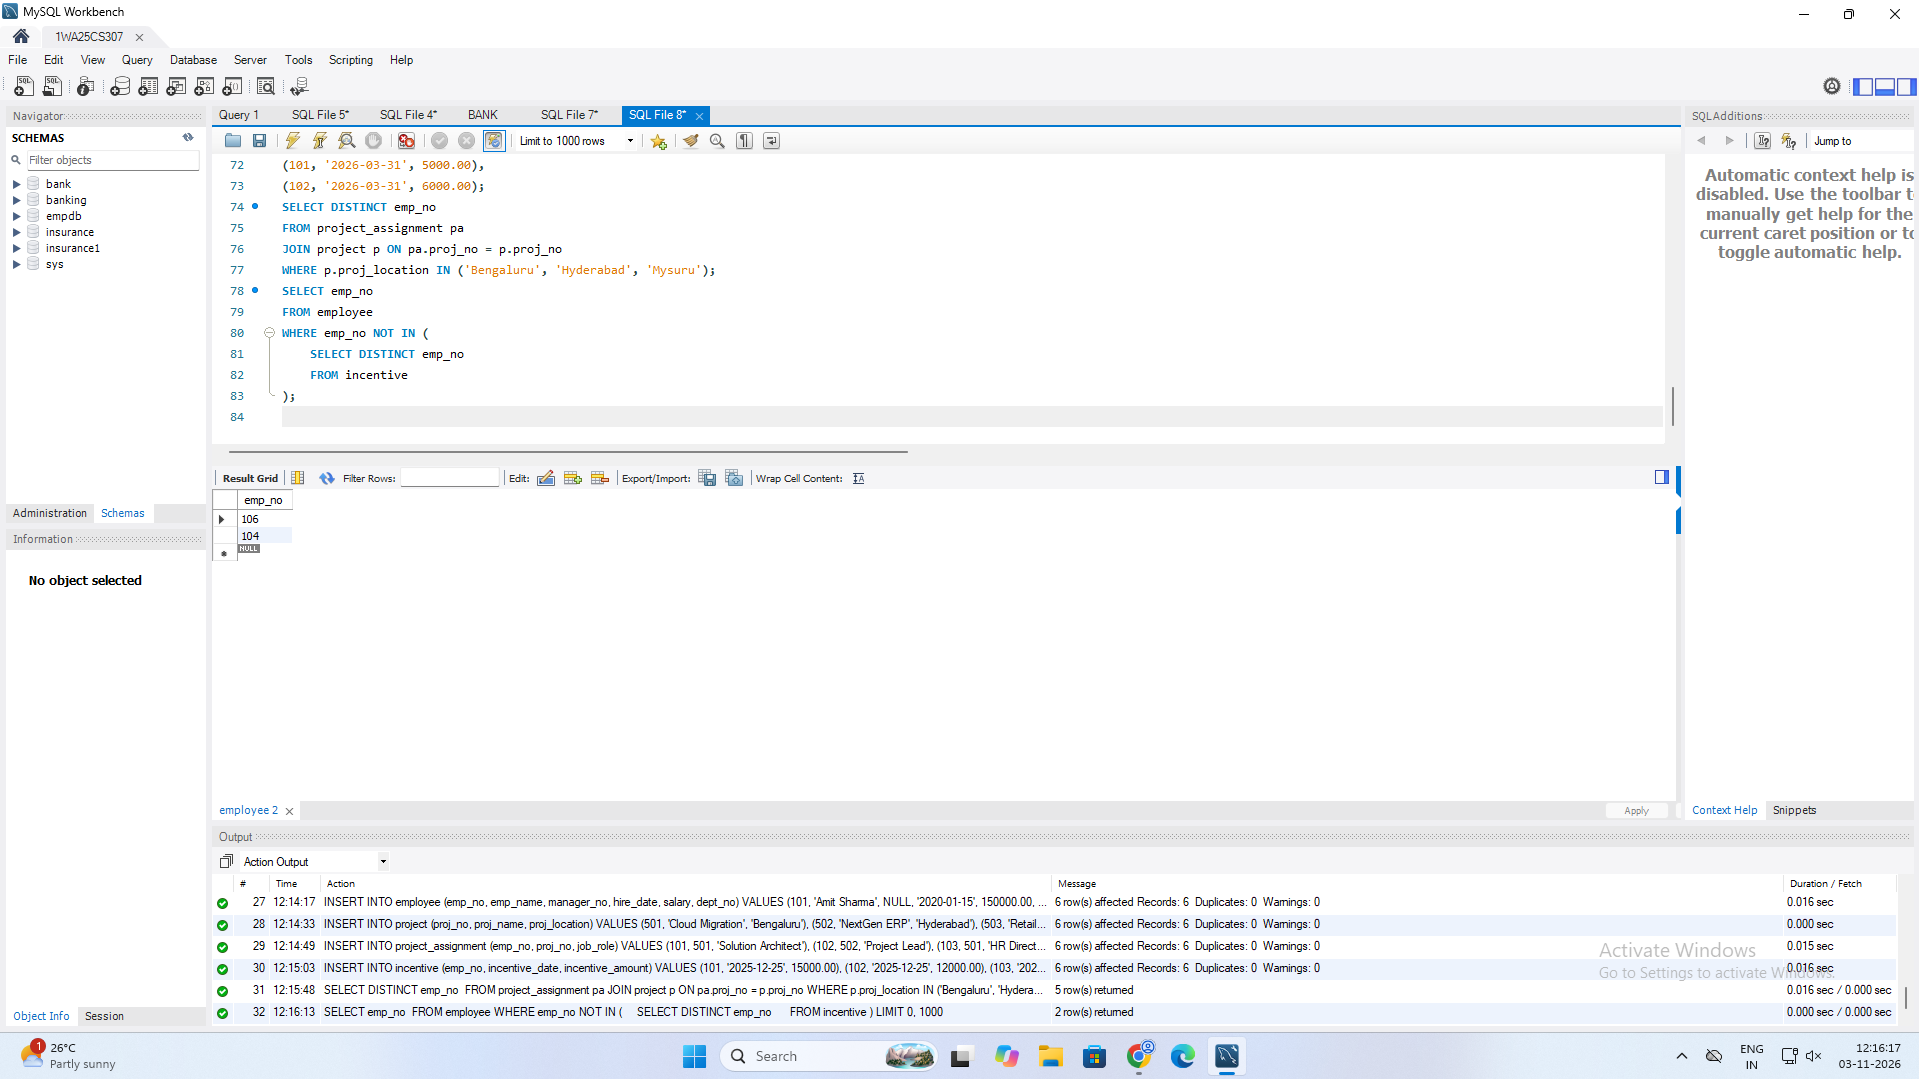 MySQL Workbench
1WA25CS307
File Edit View Query Database Server Tools Scripting Help
Navigator
SCHEMAS
Filter objects
bank
banking
empdb
insurance
insurance1
sys
Administration Schemas
Information
No object selected
Object Info Session
Query 1 SQL File 5* SQL File 4* BANK SQL File 7* SQL File 8*
Limit to 1000 rows
72 (101, '2026-03-31', 5000.00),
73 (102, '2026-03-31', 6000.00);
74 SELECT DISTINCT emp_no
75 FROM project_assignment pa
76 JOIN project p ON pa.proj_no = p.proj_no
77 WHERE p.proj_location IN ('Bengaluru', 'Hyderabad', 'Mysuru');
78 SELECT emp_no
79 FROM employee
80 WHERE emp_no NOT IN (
81 SELECT DISTINCT emp_no
82 FROM incentive
83 );
84
Result Grid Filter Rows: Edit: Export/Import: Wrap Cell Content:
emp_no
106
104
NULL
employee 2 Apply
SQLAdditions
Jump to
Automatic context help is
disabled. Use the toolbar t
manually get help for the
current caret position or to
toggle automatic help.
Context Help Snippets
Output
Action Output
# Time Action Message Duration / Fetch
27 12:14:17 INSERT INTO employee (emp_no, emp_name, manager_no, hire_date, salary, dept_no) VALUES (101, 'Amit Sharma', NULL, '2020-01-15', 150000.00, ... 6 row(s) affected Records: 6 Duplicates: 0 Warnings: 0 0.016 sec
28 12:14:33 INSERT INTO project (proj_no, proj_name, proj_location) VALUES (501, 'Cloud Migration', 'Bengaluru'), (502, 'NextGen ERP', 'Hyderabad'), (503, 'Retail... 6 row(s) affected Records: 6 Duplicates: 0 Warnings: 0 0.000 sec
29 12:14:49 INSERT INTO project_assignment (emp_no, proj_no, job_role) VALUES (101, 501, 'Solution Architect'), (102, 502, 'Project Lead'), (103, 501, 'HR Direct... 6 row(s) affected Records: 6 Duplicates: 0 Warnings: 0 0.015 sec
30 12:15:03 INSERT INTO incentive (emp_no, incentive_date, incentive_amount) VALUES (101, '2025-12-25', 15000.00), (102, '2025-12-25', 12000.00), (103, '202... 6 row(s) affected Records: 6 Duplicates: 0 Warnings: 0 0.016 sec
31 12:15:48 SELECT DISTINCT emp_no FROM project_assignment pa JOIN project p ON pa.proj_no = p.proj_no WHERE p.proj_location IN ('Bengaluru', 'Hydera... 5 row(s) returned 0.016 sec / 0.000 sec
32 12:16:13 SELECT emp_no FROM employee WHERE emp_no NOT IN ( SELECT DISTINCT emp_no FROM incentive ) LIMIT 0, 1000 2 row(s) returned 0.000 sec / 0.000 sec
Activate Windows
Go to Settings to activate Windows.
1
26°C
Partly sunny
Search
ENG
IN
12:16:17
03-11-2026